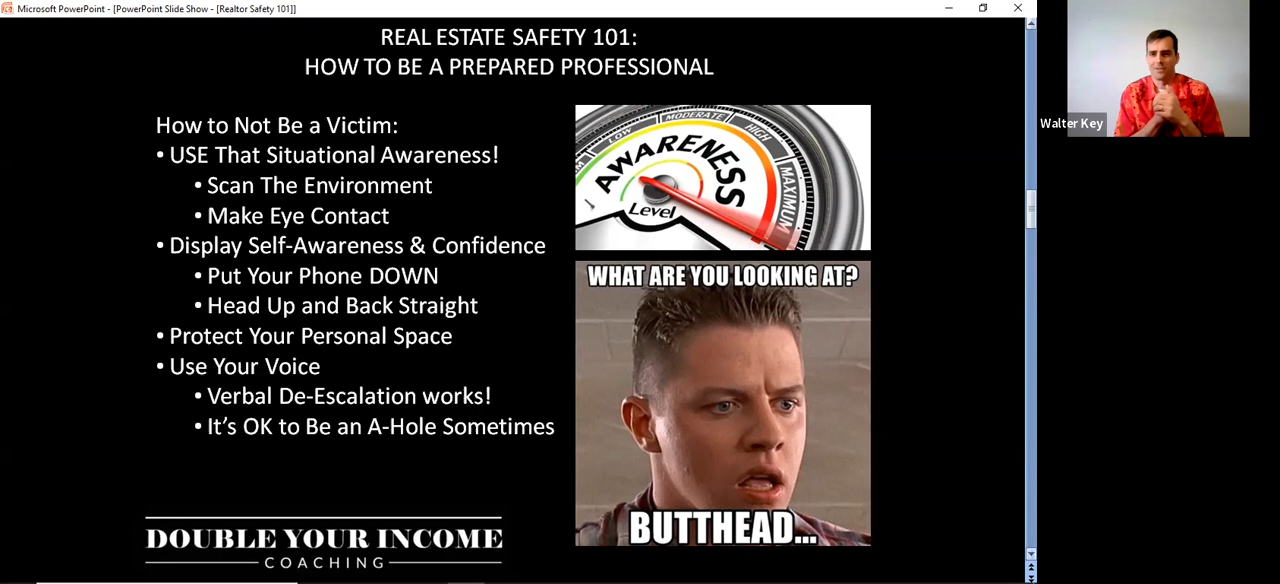 Microsoft PowerPoint - [PowerPoint Slide Show - [Realtor Safety 101]]
REAL ESTATE SAFETY 101:
HOW TO BE A PREPARED PROFESSIONAL
How to Not Be a Victim:
• USE That Situational Awareness!
• Scan The Environment
• Make Eye Contact
• Display Self-Awareness & Confidence
• Put Your Phone DOWN
• Head Up and Back Straight
• Protect Your Personal Space
• Use Your Voice
• Verbal De-Escalation works!
• It's OK to Be an A-Hole Sometimes
LOW
MODERATE
HIGH
MAXIMUM
AWARENESS
Level
WHAT ARE YOU LOOKING AT?
BUTTHEAD...
DOUBLE YOUR INCOME
COACHING
Walter Key